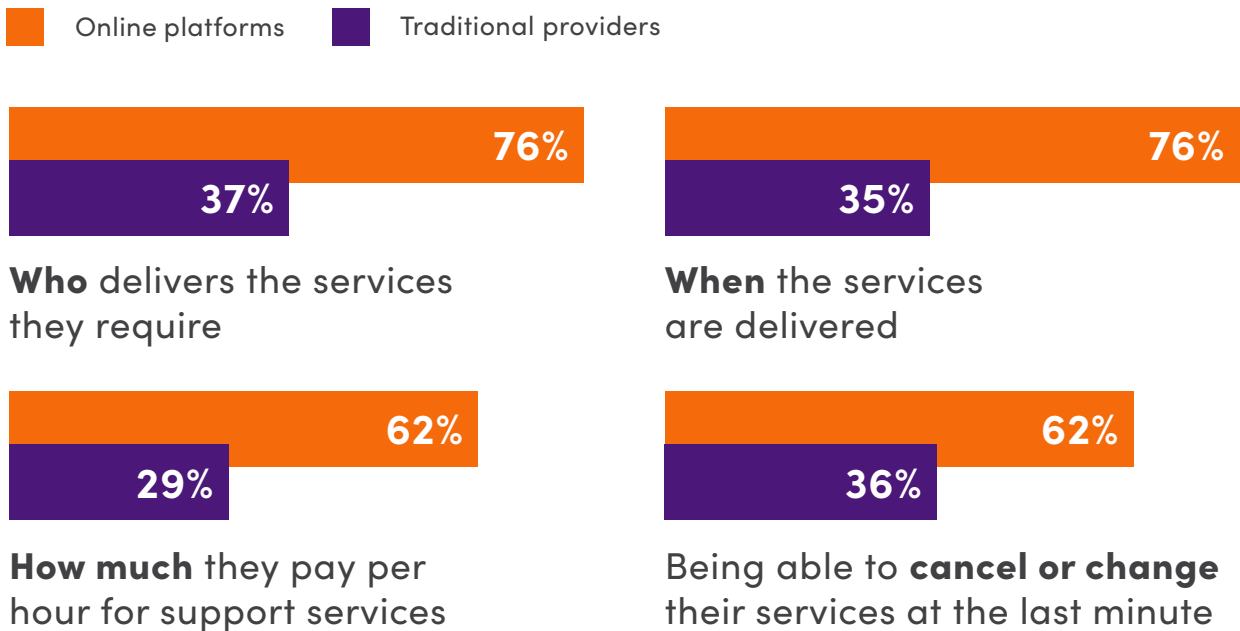 Online platforms
Traditional providers
76%
37%
Who delivers the services
they require
76%
35%
When the services
are delivered
62%
29%
How much they pay per
hour for support services
62%
36%
Being able to cancel or change
their services at the last minute